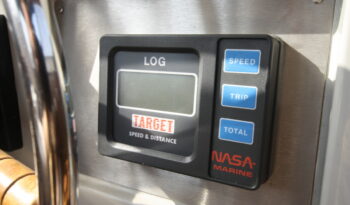 LOG
TARGET
SPEED & DISTANCE
SPEED
TRIP
TOTAL
NASA
MARINE